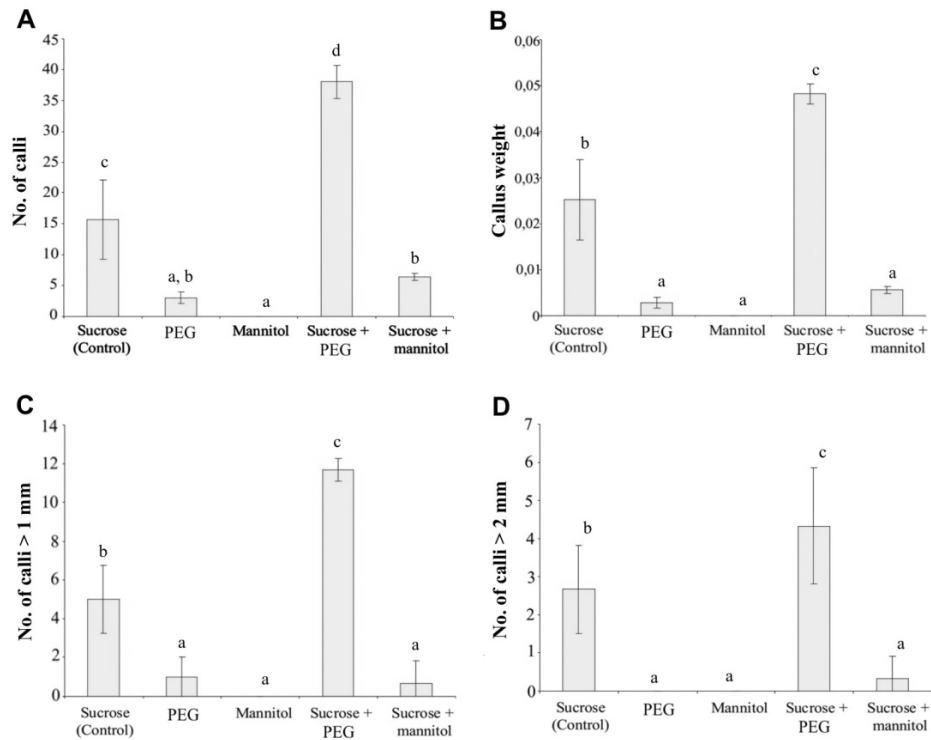 A
No. of calli
45
40
35
30
25
20
15
10
5
0
c
a, b
a
d
b
Sucrose
(Control)
PEG
Mannitol
Sucrose +
PEG
Sucrose +
mannitol
B
Callus weight
0,06
0,05
0,04
0,03
0,02
0,01
0,00
b
a
a
c
a
Sucrose
(Control)
PEG
Mannitol
Sucrose +
PEG
Sucrose +
mannitol
C
No. of calli > 1 mm
14
12
10
8
6
4
2
0
b
a
a
c
a
Sucrose
(Control)
PEG
Mannitol
Sucrose +
PEG
Sucrose +
mannitol
D
No. of calli > 2 mm
7
6
5
4
3
2
1
0
b
a
a
c
a
Sucrose
(Control)
PEG
Mannitol
Sucrose +
PEG
Sucrose +
mannitol